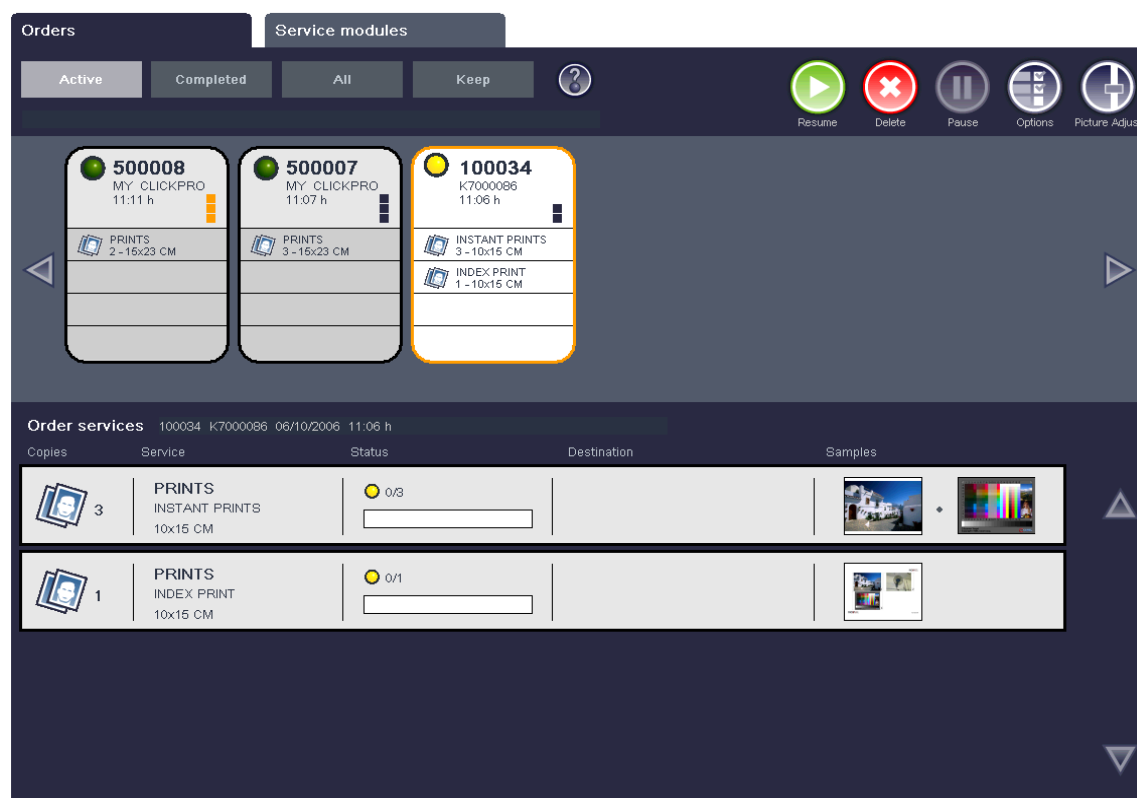 Orders
Service modules
Active
Completed
All
Keep
?
Resume
Delete
Pause
Options
Picture Adjus
500008
MY CLICKPRO
11:11 h
PRINTS
2 - 15x23 CM
500007
MY CLICKPRO
11:07 h
PRINTS
3 - 15x23 CM
100034
K7000086
11:06 h
INSTANT PRINTS
3 - 10x15 CM
INDEX PRINT
1 - 10x15 CM
Order services 100034 K7000086 06/10/2006 11:06 h
Copies Service Status Destination Samples
3
PRINTS
INSTANT PRINTS
10x15 CM
0/3
1
PRINTS
INDEX PRINT
10x15 CM
0/1